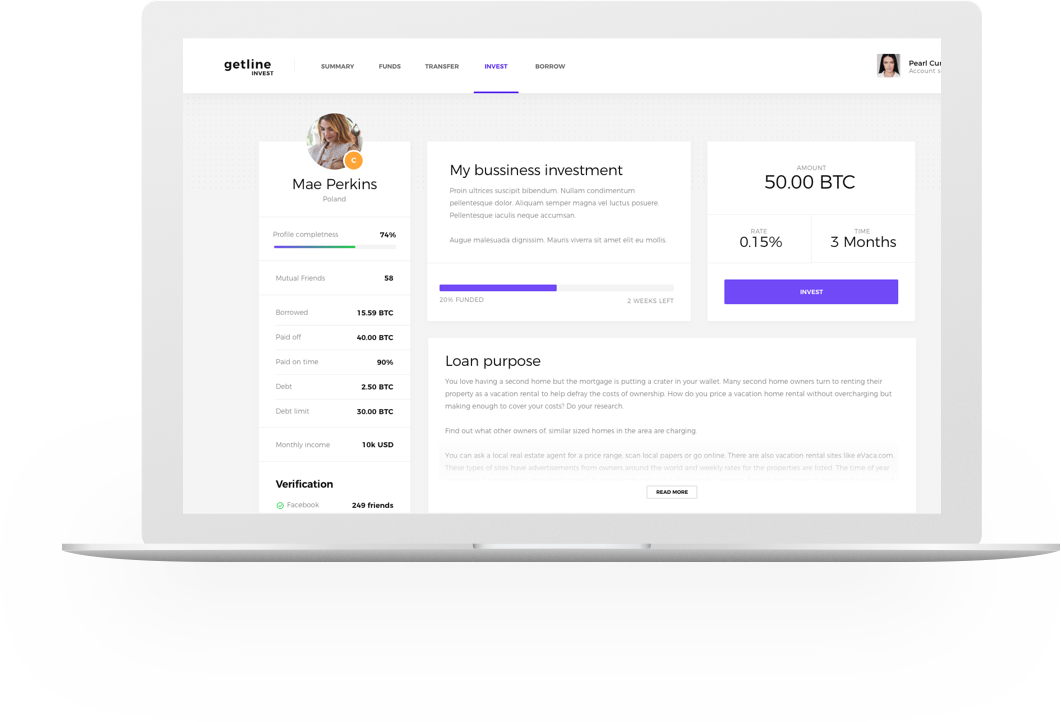 getline
INVEST
SUMMARY
FUNDS
TRANSFER
INVEST
BORROW
Pearl Cu
Account s
C
Mae Perkins
Poland
Profile completness 74%
Mutual Friends 58
Borrowed 15.59 BTC
Paid off 40.00 BTC
Paid on time 90%
Debt 2.50 BTC
Debt limit 30.00 BTC
Monthly income 10k USD
Verification
Facebook 249 friends
My bussiness investment
Proin ultrices suscipit bibendum. Nullam condimentum
pellentesque dolor. Aliquam semper magna vel luctus posuere.
Pellentesque iaculis neque accumsan.
Augue malesuada dignissim. Mauris viverra sit amet elit eu mollis.
20% FUNDED
2 WEEKS LEFT
AMOUNT
50.00 BTC
RATE
0.15%
TIME
3 Months
INVEST
Loan purpose
You love having a second home but the mortgage is putting a crater in your wallet. Many second home owners turn to renting their
property as a vacation rental to help defray the costs of ownership. How do you price a vacation home rental without overcharging but
making enough to cover your costs? Do your research.
Find out what other owners of, similar sized homes in the area are charging.
You can ask a local real estate agent for a price range, scan local papers or go online. There are also vacation rental sites like eVaca.com
These types of sites have advertisements from owners around the world and weekly rates for the properties are listed. The time of year
READ MORE